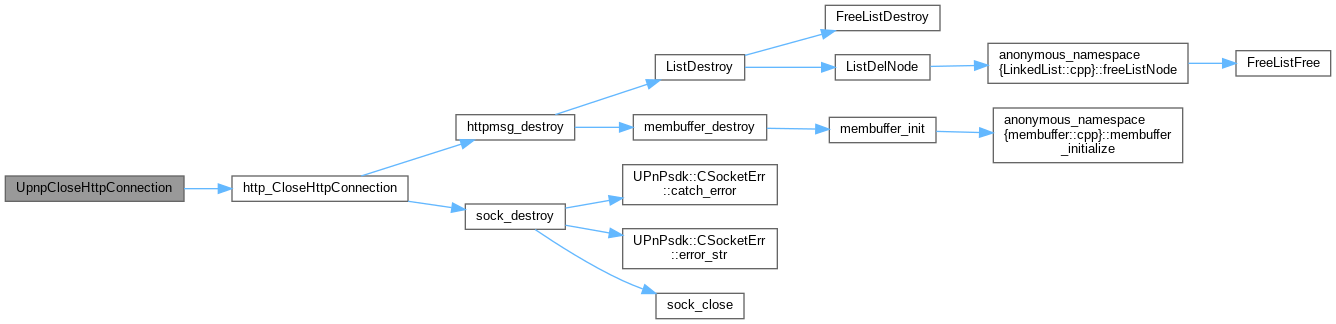 FreeListDestroy
ListDestroy
ListDelNode
anonymous_namespace
{LinkedList::cpp}::freeListNode
FreeListFree
httpmsg_destroy
membuffer_destroy
membuffer_init
anonymous_namespace
{membuffer::cpp}::membuffer
_initialize
UpnpCloseHttpConnection
http_CloseHttpConnection
UPnPsdk::CSocketErr
::catch_error
sock_destroy
UPnPsdk::CSocketErr
::error_str
sock_close